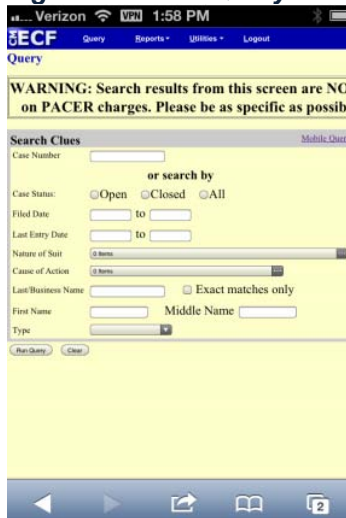 Verizon VPN 1:58 PM
ECF Query Reports Utilities Logout
Query
WARNING: Search results from this screen are NO
on PACER charges. Please be as specific as possib
Search Clues Mobile Quer
Case Number
or search by
Case Status: Open Closed All
Filed Date to
Last Entry Date to
Nature of Suit 0 items
Cause of Action 0 items
Last/Business Name Exact matches only
First Name Middle Name
Type
Run Query Clear
2